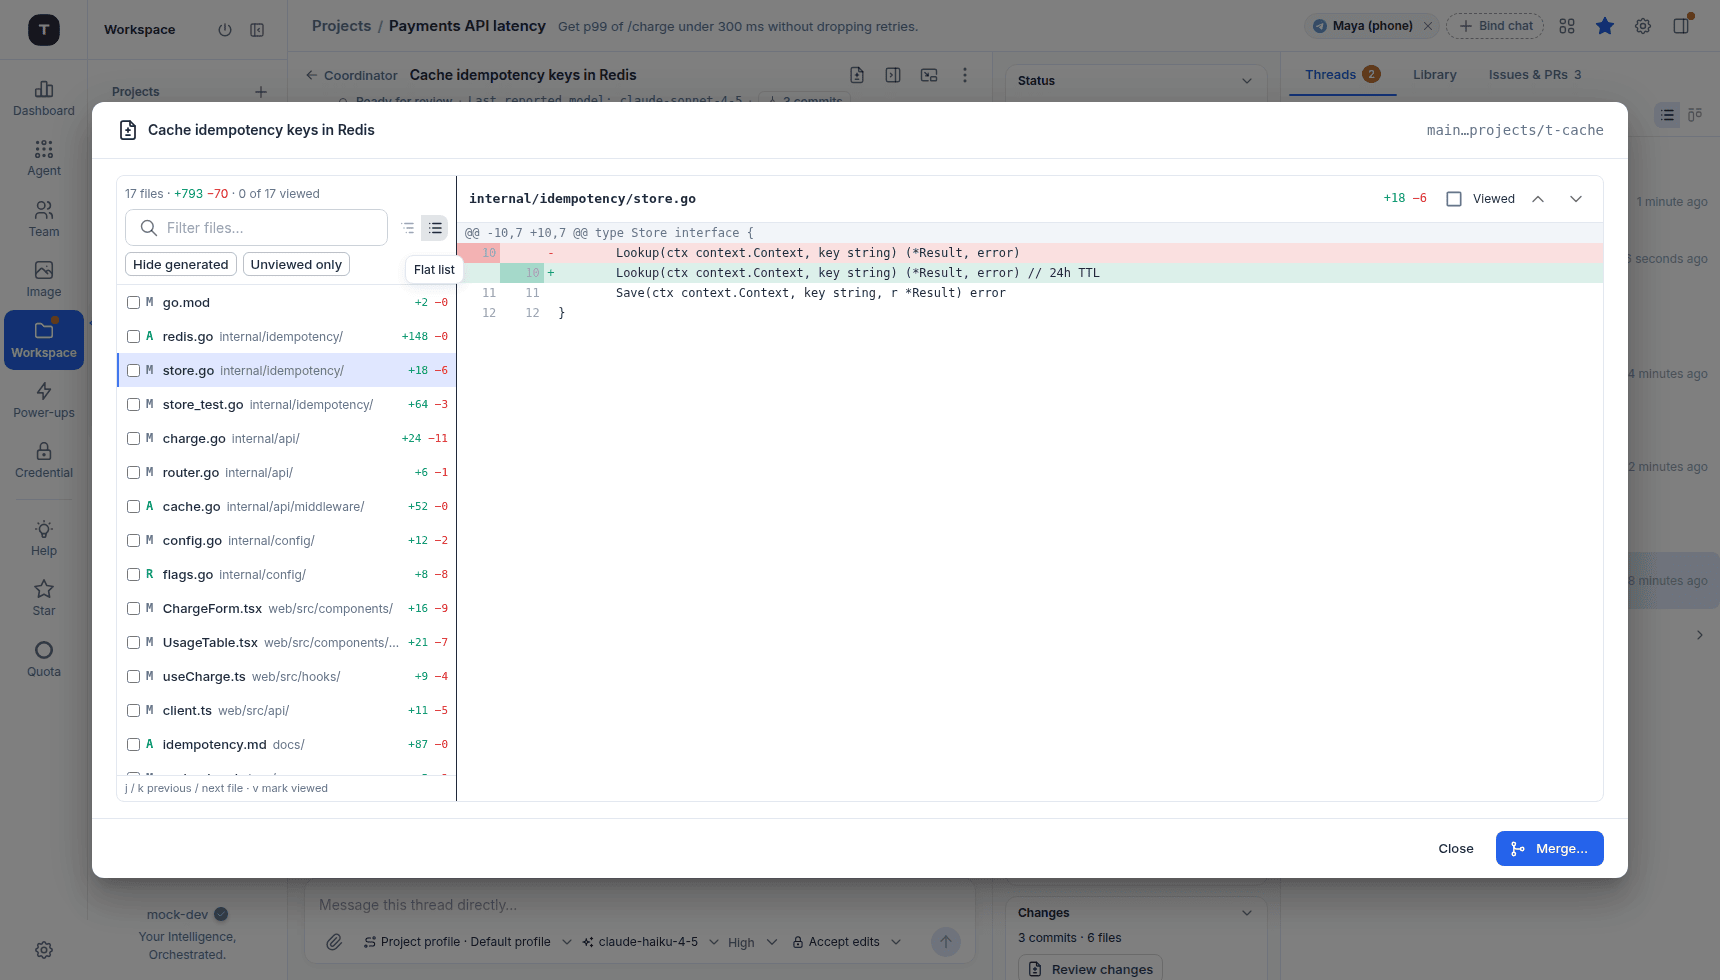 T
Workspace
Projects / Payments API latency
Get p99 of /charge under 300 ms without dropping retries.
Maya (phone)
Bind chat
Dashboard
Agent
Team
Image
Workspace
Power-ups
Credential
Help
Star
Quota
Projects
Coordinator
Cache idempotency keys in Redis
Ready for review · Last reported model: claude-sonnet-4-5 · 3 commits
Status
Threads 2
Library
Issues & PRs 3
Cache idempotency keys in Redis
main…projects/t-cache
17 files · +793 −70 · 0 of 17 viewed
Filter files...
Hide generated
Unviewed only
Flat list
M go.mod +2 −0
A redis.go internal/idempotency/ +148 −0
M store.go internal/idempotency/ +18 −6
M store_test.go internal/idempotency/ +64 −3
M charge.go internal/api/ +24 −11
M router.go internal/api/ +6 −1
A cache.go internal/api/middleware/ +52 −0
M config.go internal/config/ +12 −2
R flags.go internal/config/ +8 −8
M ChargeForm.tsx web/src/components/ +16 −9
M UsageTable.tsx web/src/components/... +21 −7
M useCharge.ts web/src/hooks/ +9 −4
M client.ts web/src/api/ +11 −5
A idempotency.md docs/ +87 −0
j / k previous / next file · v mark viewed
internal/idempotency/store.go
+18 −6
Viewed
@@ -10,7 +10,7 @@ type Store interface {
10 - Lookup(ctx context.Context, key string) (*Result, error)
10 + Lookup(ctx context.Context, key string) (*Result, error) // 24h TTL
11 11 Save(ctx context.Context, key string, r *Result) error
12 12 }
Close
Merge...
1 minute ago
seconds ago
4 minutes ago
2 minutes ago
8 minutes ago
mock-dev
Your Intelligence,
Orchestrated.
Message this thread directly...
Project profile · Default profile
claude-haiku-4-5
High
Accept edits
Changes
3 commits · 6 files
Review changes